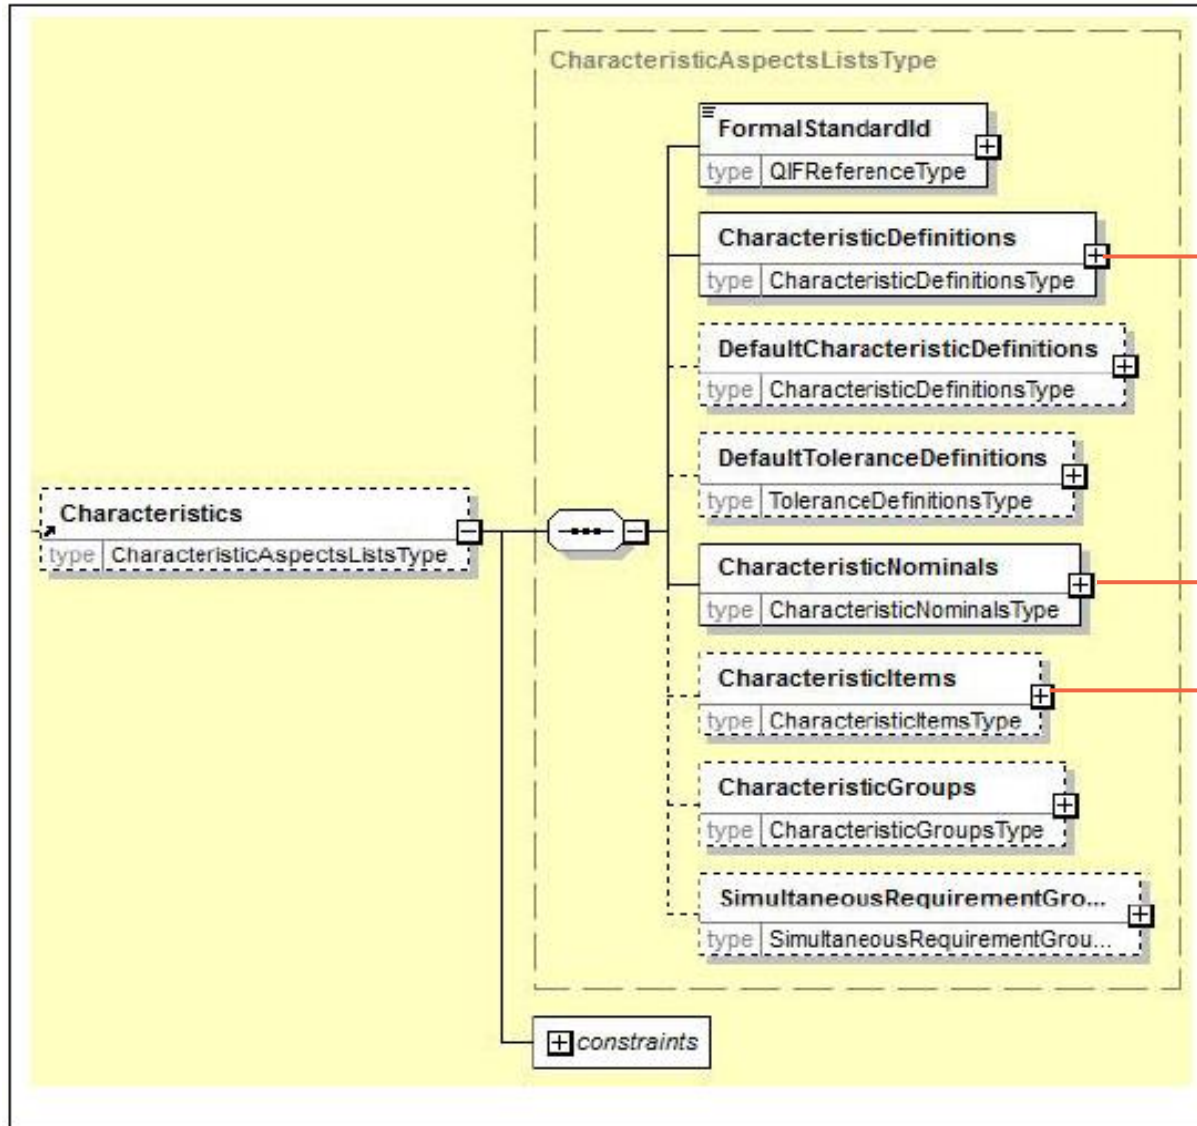 CharacteristicAspectsListsType
FormalStandardId
type QIFReferenceType
CharacteristicDefinitions
type CharacteristicDefinitionsType
DefaultCharacteristicDefinitions
type CharacteristicDefinitionsType
DefaultToleranceDefinitions
type ToleranceDefinitionsType
Characteristics
type CharacteristicAspectsListsType
CharacteristicNominals
type CharacteristicNominalsType
CharacteristicItems
type CharacteristicItemsType
CharacteristicGroups
type CharacteristicGroupsType
SimultaneousRequirementGro...
type SimultaneousRequirementGrou...
constraints